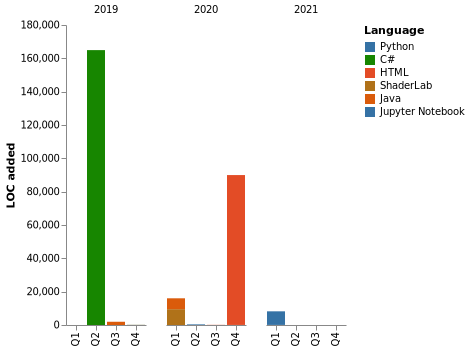 2019 2020 2021
LOC added
180,000
160,000
140,000
120,000
100,000
80,000
60,000
40,000
20,000
0
Q1 Q2 Q3 Q4 Q1 Q2 Q3 Q4 Q1 Q2 Q3 Q4
Language
Python
C#
HTML
ShaderLab
Java
Jupyter Notebook